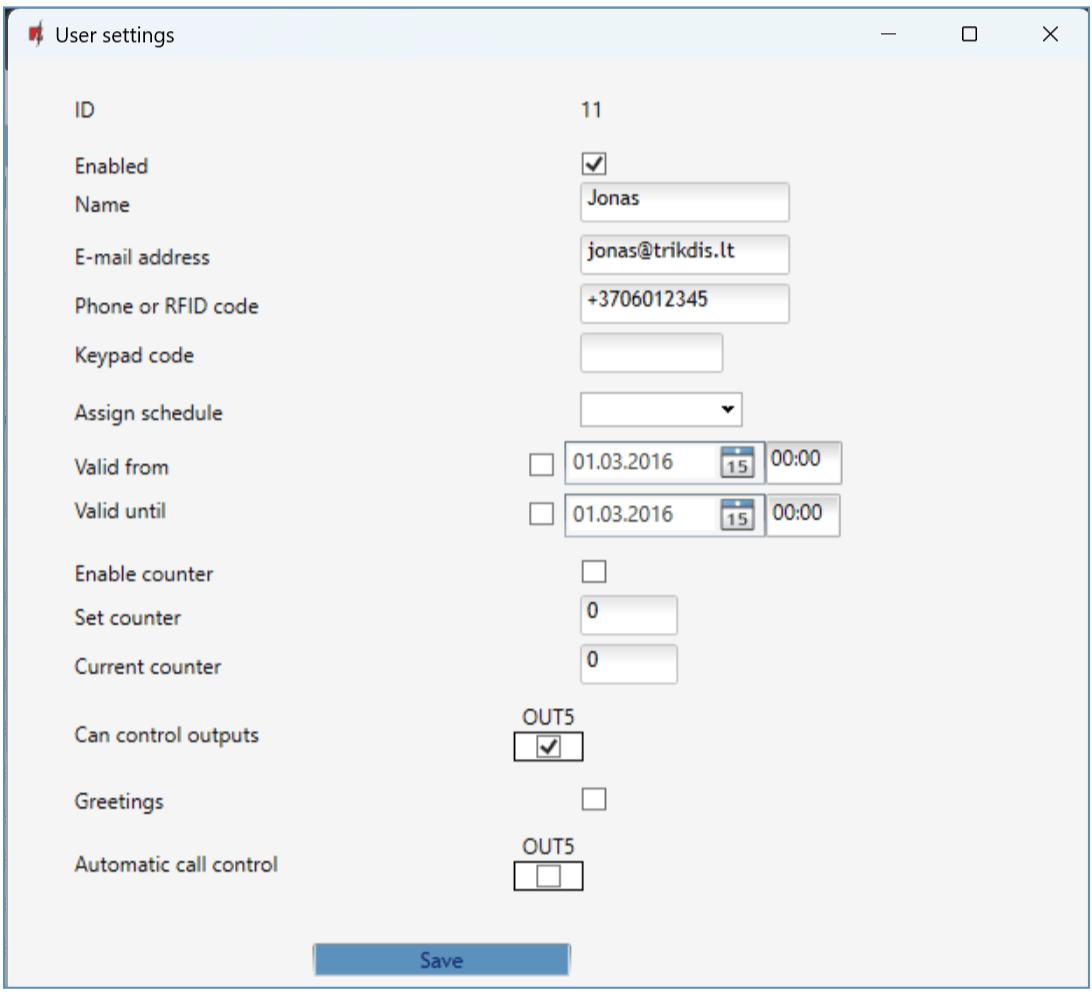 User settings
ID 11
Enabled
Name Jonas
E-mail address jonas@trikdis.lt
Phone or RFID code +3706012345
Keypad code
Assign schedule
Valid from 01.03.2016 15 00:00
Valid until 01.03.2016 15 00:00
Enable counter
Set counter 0
Current counter 0
OUT5
Can control outputs
Greetings
OUT5
Automatic call control
Save